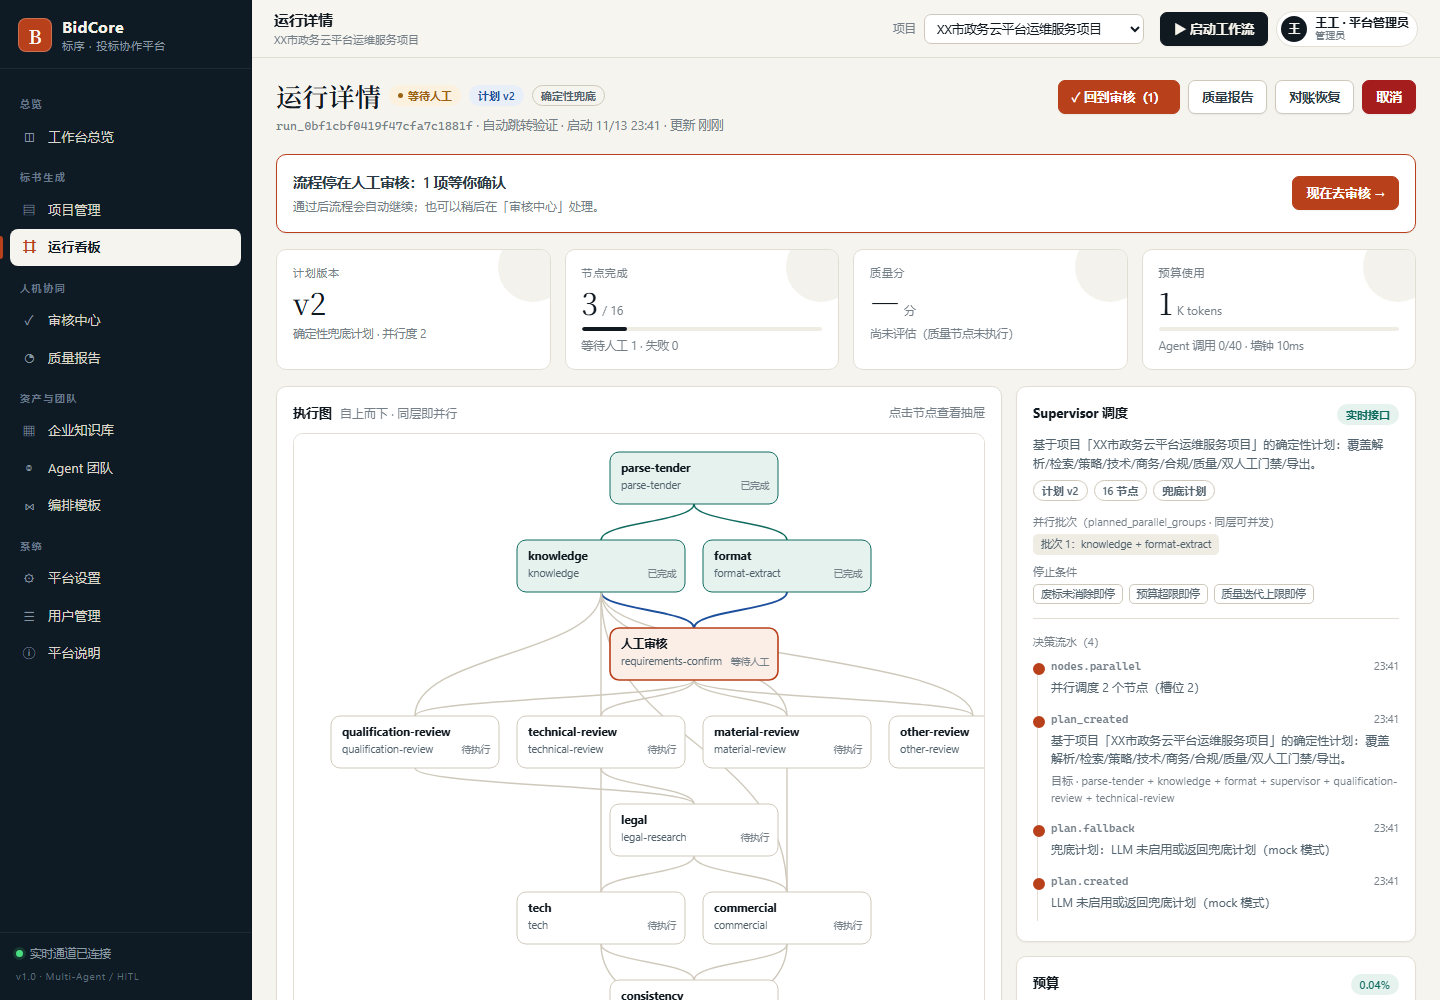 B
BidCore
标序 · 投标协作平台
总览
工作台总览
标书生成
项目管理
运行看板
人机协同
审核中心
质量报告
资产与团队
企业知识库
Agent 团队
编排模板
系统
平台设置
用户管理
平台说明
实时通道已连接
v1.0 · Multi-Agent / HITL
运行详情
XX市政务云平台运维服务项目
项目
XX市政务云平台运维服务项目
▶ 启动工作流
王
王工 · 平台管理员
管理员
运行详情
• 等待人工
计划 v2
确定性兜底
run_0bf1cbf0419f47cfa7c1881f · 自动跳转验证 · 启动 11/13 23:41 · 更新 刚刚
✓ 回到审核（1）
质量报告
对账恢复
取消
流程停在人工审核：1 项等你确认
通过后流程会自动继续；也可以稍后在「审核中心」处理。
现在去审核 →
计划版本
v2
确定性兜底计划 · 并行度 2
节点完成
3 / 16
等待人工 1 · 失败 0
质量分
— 分
尚未评估（质量节点未执行）
预算使用
1 K tokens
Agent 调用 0/40 · 墙钟 10ms
执行图 自上而下 · 同层即并行
点击节点查看抽屉
parse-tender
parse-tender 已完成
knowledge
knowledge 已完成
format
format-extract 已完成
人工审核
requirements-confirm 等待人工
qualification-review
qualification-review 待执行
technical-review
technical-review 待执行
material-review
material-review 待执行
other-review
other-review
legal
legal-research 待执行
tech
tech 待执行
commercial
commercial 待执行
consistency
Supervisor 调度
实时接口
基于项目「XX市政务云平台运维服务项目」的确定性计划：覆盖解
析/检索/策略/技术/商务/合规/质量/双人工门禁/导出。
计划 v2
16 节点
兜底计划
并行批次（planned_parallel_groups · 同层可并发）
批次 1：knowledge + format-extract
停止条件
废标未消除即停
预算超限即停
质量迭代上限即停
决策流水（4）
nodes.parallel 23:41
并行调度 2 个节点（槽位 2）
plan_created 23:41
基于项目「XX市政务云平台运维服务项目」的确定性计划：覆盖
解析/检索/策略/技术/商务/合规/质量/双人工门禁/导出。
目标 · parse-tender + knowledge + format + supervisor + qualification-
review + technical-review
plan.fallback 23:41
兜底计划：LLM 未启用或返回兜底计划（mock 模式）
plan.created 23:41
LLM 未启用或返回兜底计划（mock 模式）
预算
0.04%